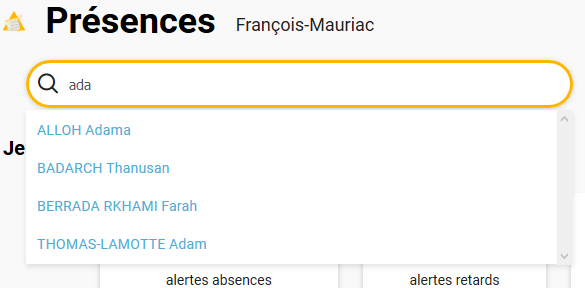 Présences François-Mauriac
ada
Je
ALLOH Adama
BADARCH Thanusan
BERRADA RKHAMI Farah
THOMAS-LAMOTTE Adam
alertes absences
alertes retards